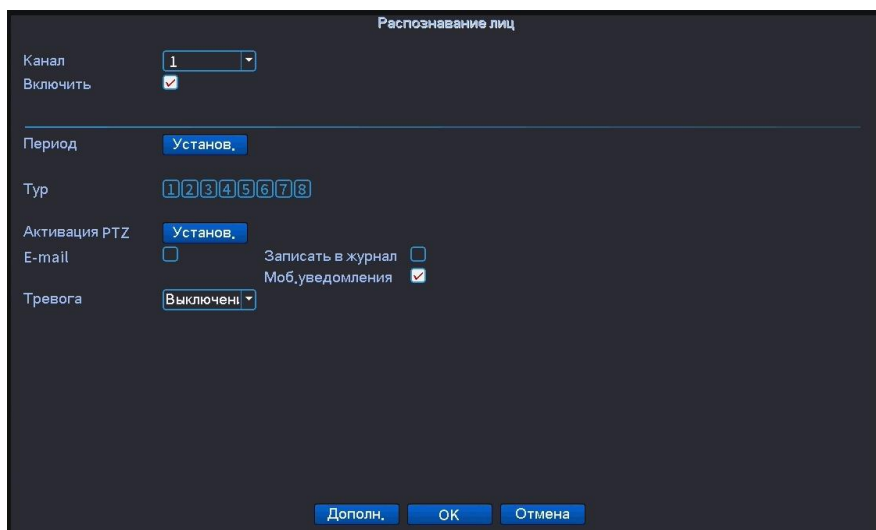 Распознавание лиц
Канал 1
Включить
Период Установ.
Тур 1 2 3 4 5 6 7 8
Активация PTZ Установ.
E-mail Записать в журнал
Моб.уведомления
Тревога Выключен
Дополн. OK Отмена